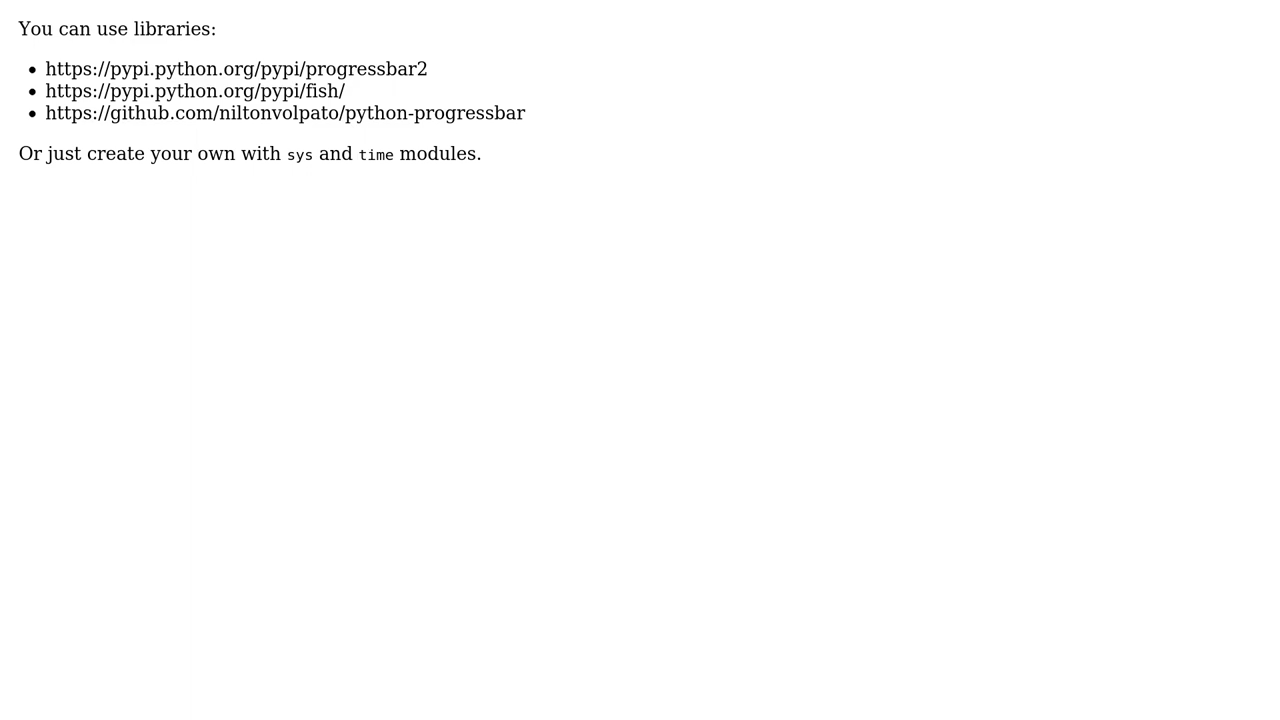 You can use libraries:
• https://pypi.python.org/pypi/progressbar2
• https://pypi.python.org/pypi/fish/
• https://github.com/niltonvolpato/python-progressbar
Or just create your own with sys and time modules.